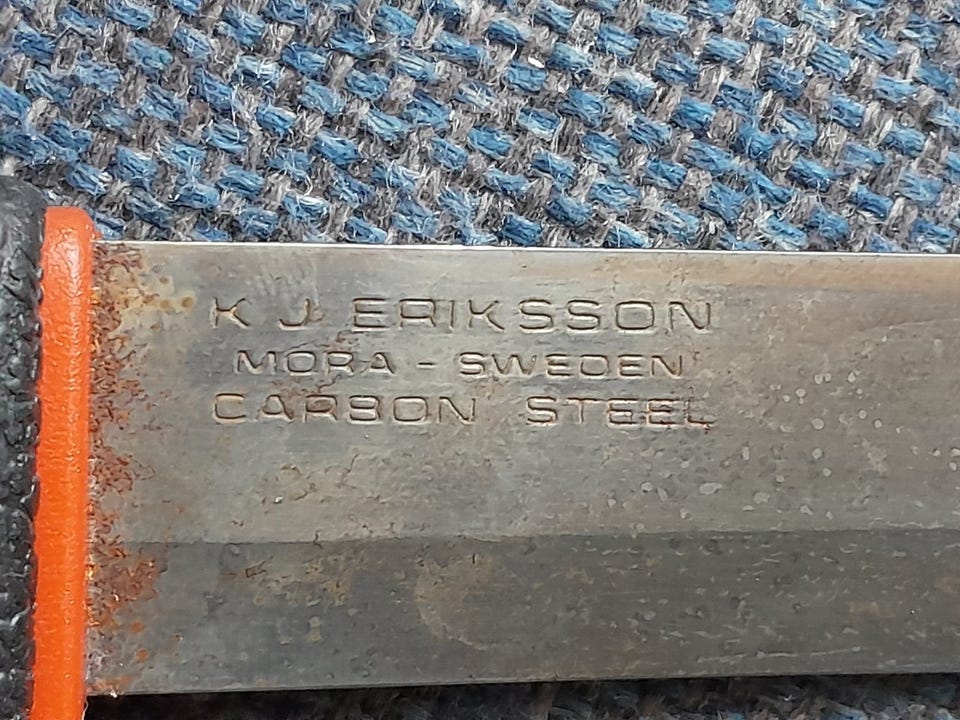 K J ERIKSSON
MORA - SWEDEN
CARBON STEEL